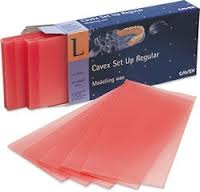 L
Cavex Set Up Regular
Modelling wax
CAVEX